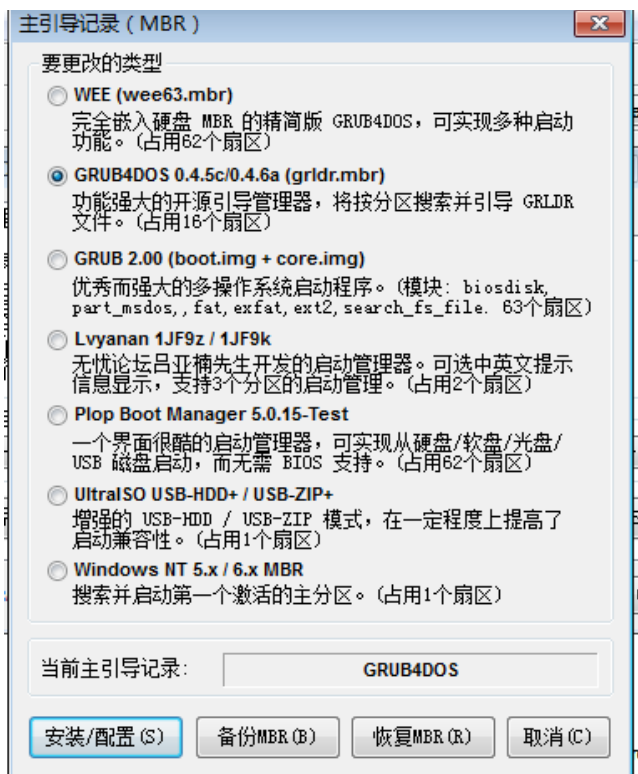 主引导记录（MBR）
要更改的类型
WEE (wee63.mbr)
完全嵌入硬盘 MBR 的精简版 GRUB4DOS，可实现多种启动
功能。（占用62个扇区）
GRUB4DOS 0.4.5c/0.4.6a (grldr.mbr)
功能强大的开源引导管理器，将按分区搜索并引导 GRLDR
文件。（占用16个扇区）
GRUB 2.00 (boot.img + core.img)
优秀而强大的多操作系统启动程序。（模块: biosdisk,
part_msdos,,fat,exfat,ext2,search_fs_file. 63个扇区）
Lvyanan 1JF9z / 1JF9k
无忧论坛吕亚楠先生开发的启动管理器。可选中英文提示
信息显示，支持3个分区的启动管理。（占用2个扇区）
Plop Boot Manager 5.0.15-Test
一个界面很酷的启动管理器，可实现从硬盘/软盘/光盘/
USB 磁盘启动，而无需 BIOS 支持。（占用62个扇区）
UltraISO USB-HDD+ / USB-ZIP+
增强的 USB-HDD / USB-ZIP 模式，在一定程度上提高了
启动兼容性。（占用1个扇区）
Windows NT 5.x / 6.x MBR
搜索并启动第一个激活的主分区。（占用1个扇区）
当前主引导记录: GRUB4DOS
安装/配置(S) 备份MBR(B) 恢复MBR(R) 取消(C)